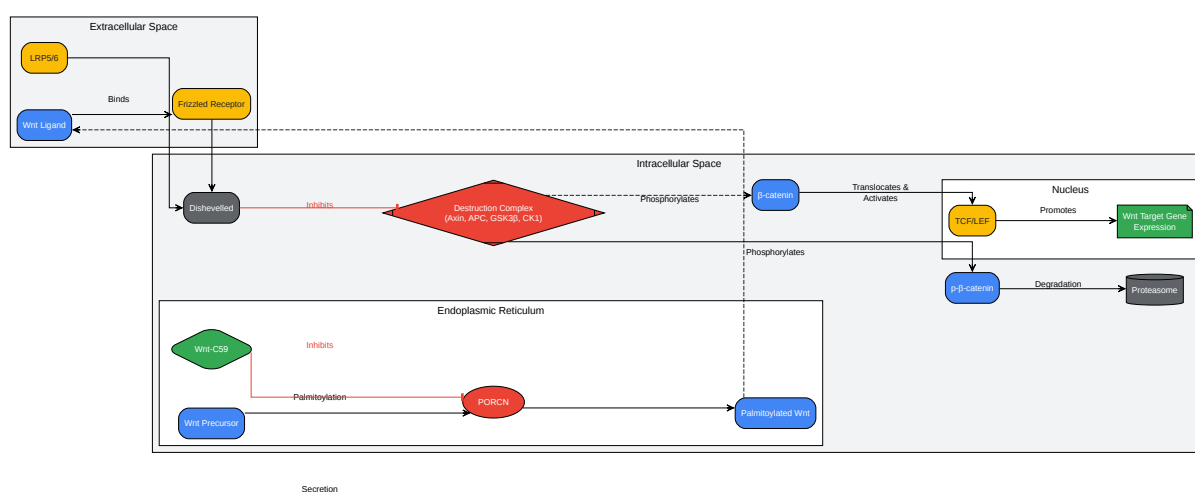 Extracellular Space
LRP5/6
Binds
Frizzled Receptor
Wnt Ligand
Intracellular Space
Dishevelled
Inhibits
Destruction Complex
(Axin, APC, GSK3β, CK1)
Phosphorylates
β-catenin
Translocates &
Activates
Nucleus
TCF/LEF
Promotes
Wnt Target Gene
Expression
Phosphorylates
p-β-catenin
Degradation
Proteasome
Endoplasmic Reticulum
Wnt-C59
Inhibits
Palmitoylation
PORCN
Wnt Precursor
Palmitoylated Wnt
Secretion